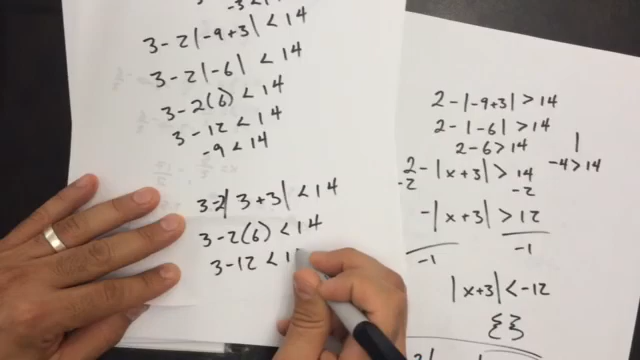 3-2|-9+3| < 14
3-2|-6| < 14
3-2(6) < 14
3-12 < 14
-9 < 14
3-2|3+3| < 14
3-2(6) < 14
3-12 < 1
2-|-9+3| > 14
2-|-6| > 14
2-6 > 14
-4 > 14
2-|x+3| > 14
-2 -2
-|x+3| > 12
-1 -1
|x+3| < -12
{}